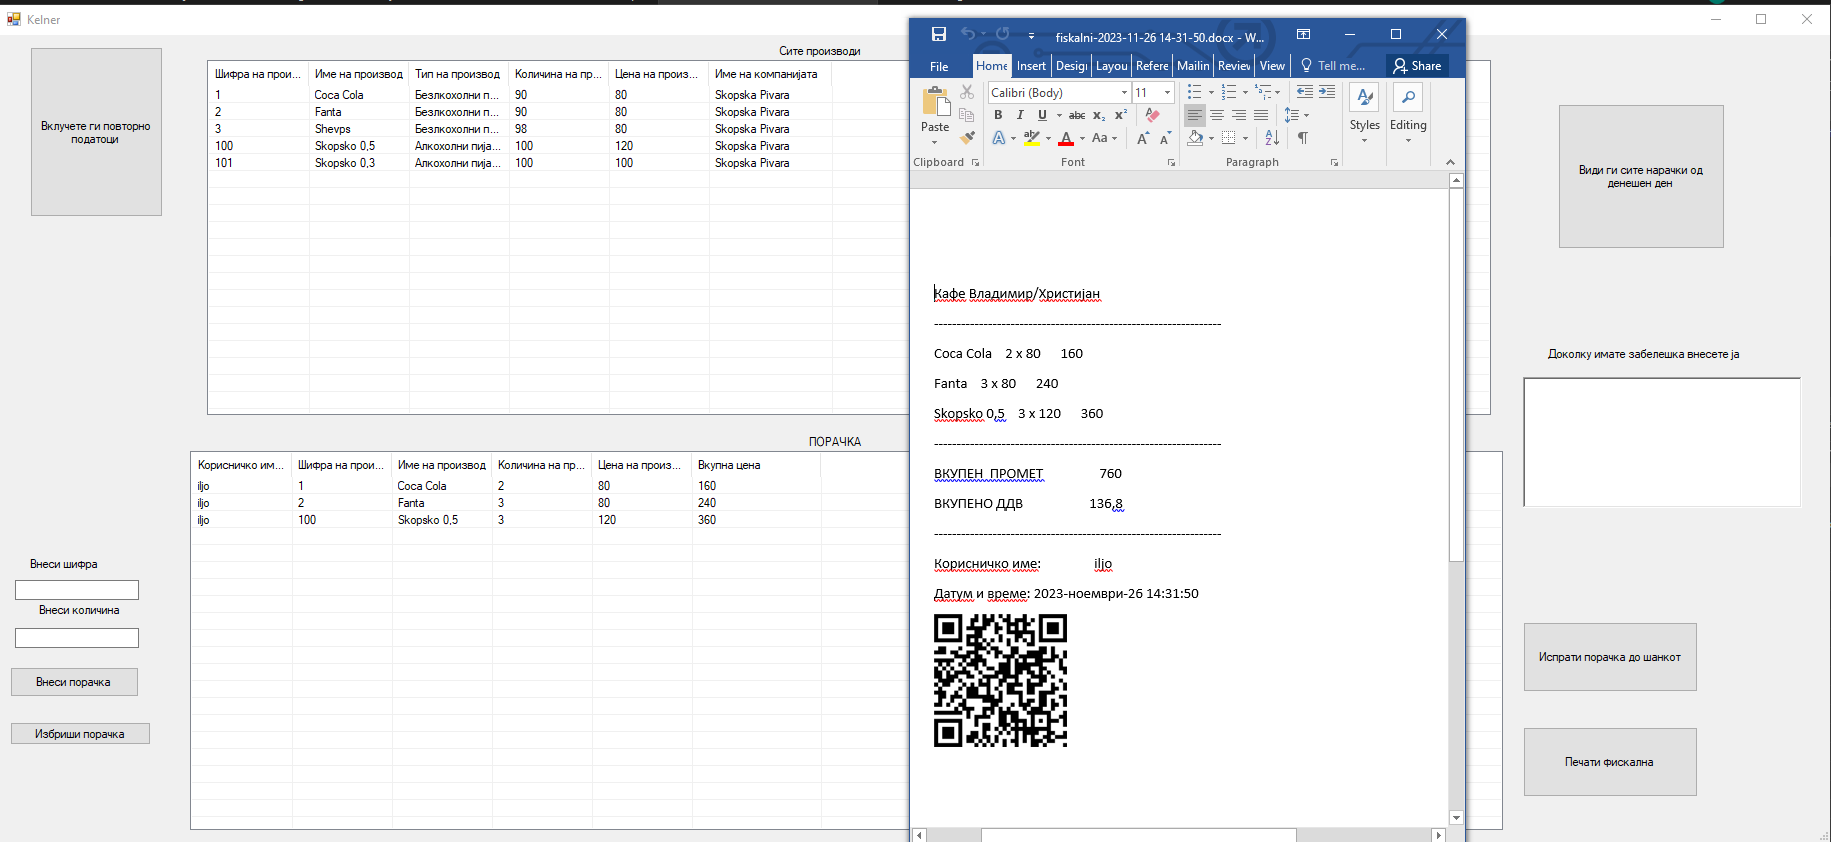 Kelner
Вклучете ги повторно
податоци
Сите производи
Шифра на прои... Име на производ Тип на производ Количина на пр... Цена на произ... Име на компанијата
1 Coca Cola Безлкохолни п... 90 80 Skopska Pivara
2 Fanta Безлкохолни п... 90 80 Skopska Pivara
3 Shevps Безлкохолни п... 98 80 Skopska Pivara
100 Skopsko 0,5 Алкохолни пија... 100 120 Skopska Pivara
101 Skopsko 0,3 Алкохолни пија... 100 100 Skopska Pivara
ПОРАЧКА
Корисничко им... Шифра на прои... Име на производ Количина на пр... Цена на произ... Вкупна цена
iljo 1 Coca Cola 2 80 160
iljo 2 Fanta 3 80 240
iljo 100 Skopsko 0,5 3 120 360
Внеси шифра
Внеси количина
Внеси порачка
Избриши порачка
fiskalni-2023-11-26 14-31-50.docx - W...
File Home Insert Desig Layou Refere Mailin Review View Tell me... Share
Calibri (Body) 11
Paste
B I U abc x₂ x²
A ab A Aa A A
Styles
Editing
Clipboard Font Paragraph
Кафе Владимир/Христијан
----------------------------------------------------------------
Coca Cola 2 x 80 160
Fanta 3 x 80 240
Skopsko 0,5 3 x 120 360
----------------------------------------------------------------
ВКУПЕН ПРОМЕТ 760
ВКУПЕНО ДДВ 136,8
----------------------------------------------------------------
Корисничко име: iljo
Датум и време: 2023-ноември-26 14:31:50
Види ги сите нарачки од
денешен ден
Доколку имате забелешка внесете ја
Испрати порачка до шанкот
Печати фискална